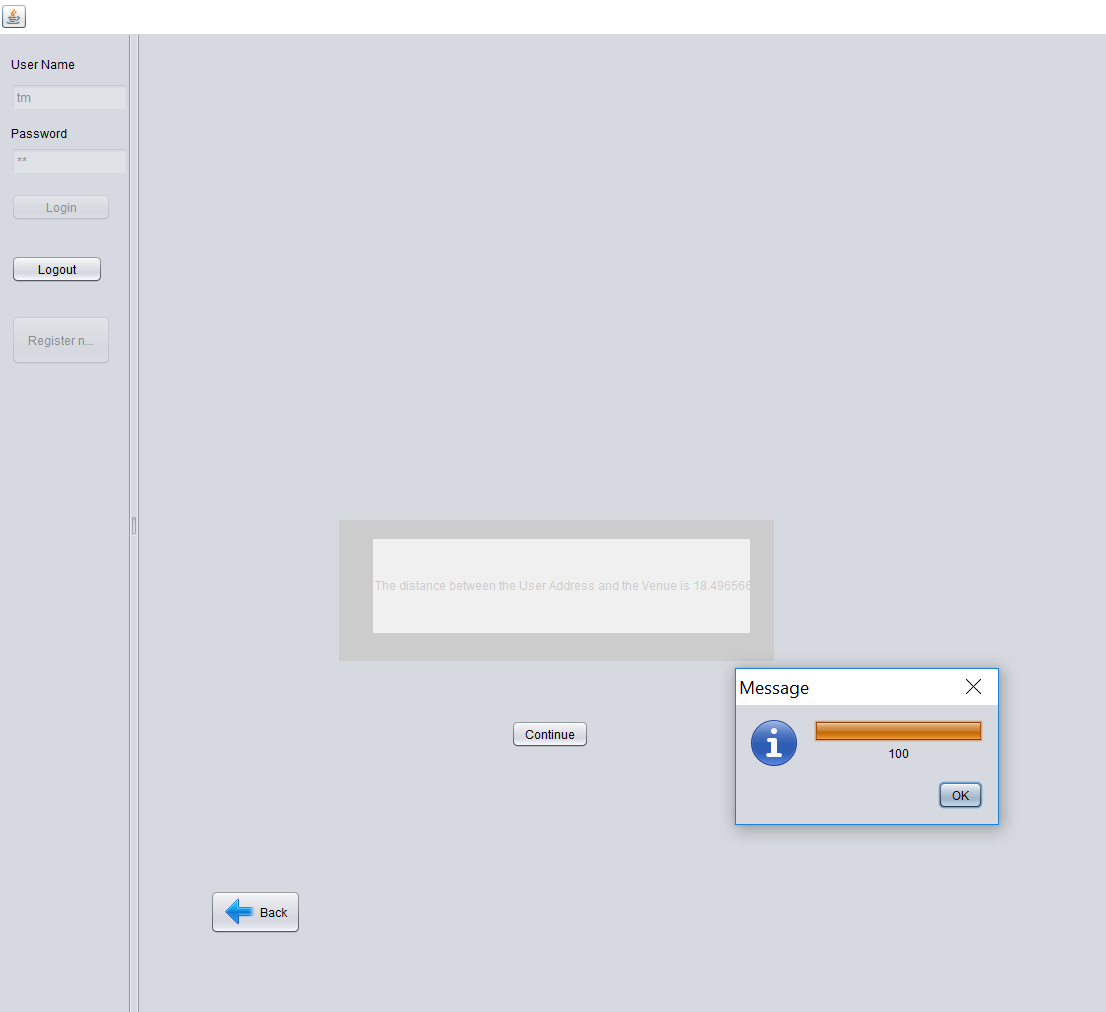 User Name
tm
Password
**
Login
Logout
Register n...
The distance between the User Address and the Venue is 18.496566
Continue
Message
100
OK
Back